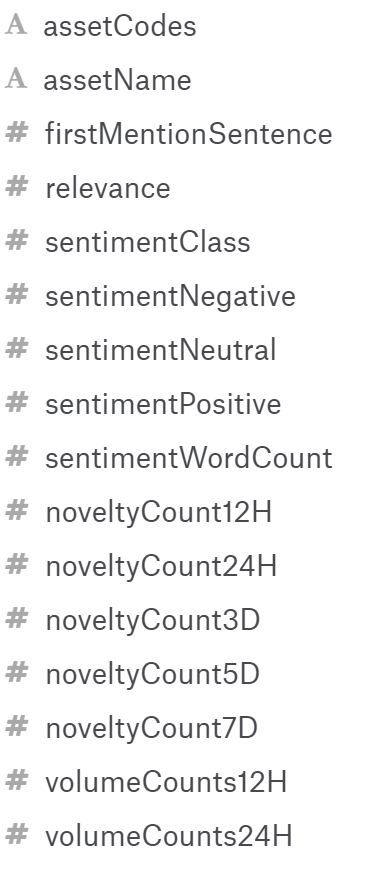 A assetCodes
A assetName
# firstMentionSentence
# relevance
# sentimentClass
# sentimentNegative
# sentimentNeutral
# sentimentPositive
# sentimentWordCount
# noveltyCount12H
# noveltyCount24H
# noveltyCount3D
# noveltyCount5D
# noveltyCount7D
# volumeCounts12H
# volumeCounts24H